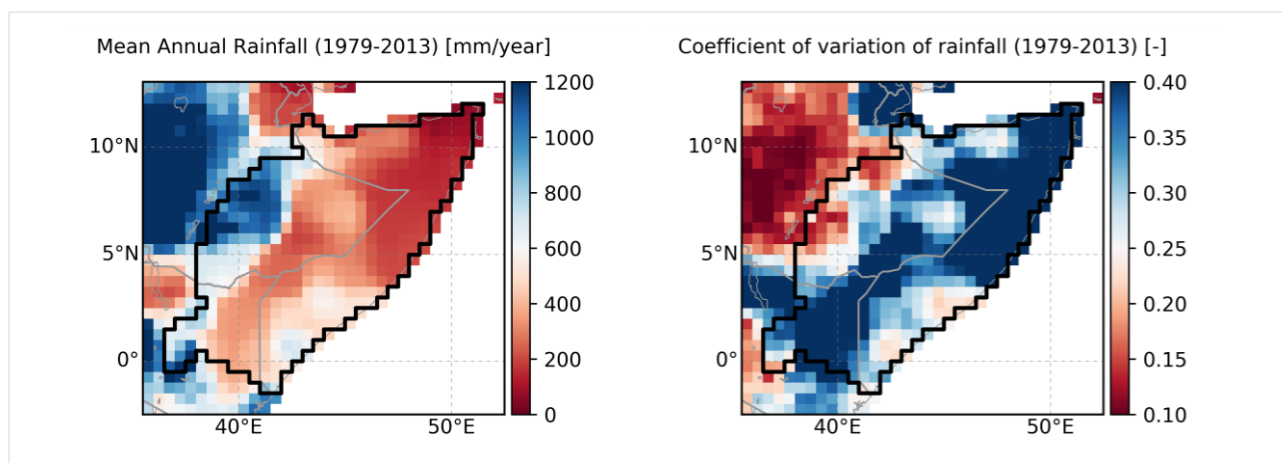 Mean Annual Rainfall (1979-2013) [mm/year]
Coefficient of variation of rainfall (1979-2013) [-]
10°N
5°N
0°
40°E
50°E
1200
1000
800
600
400
200
0
10°N
5°N
0°
40°E
50°E
0.40
0.35
0.30
0.25
0.20
0.15
0.10